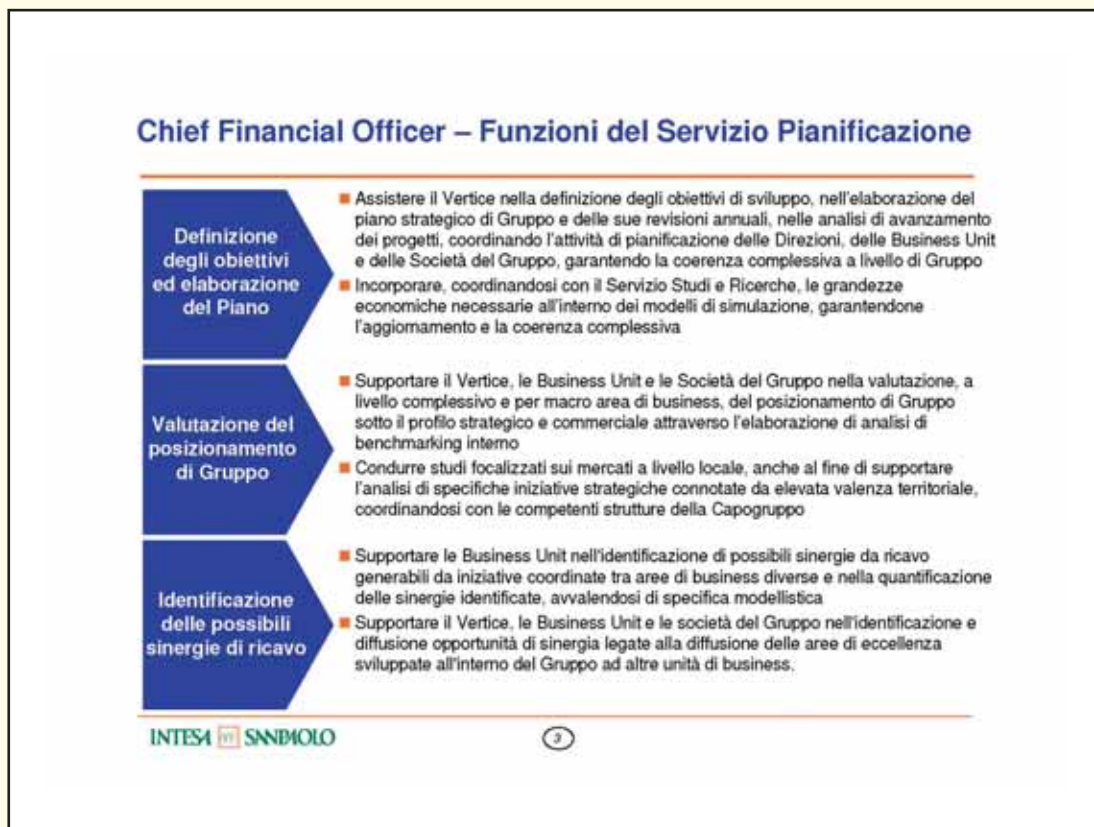 Chief Financial Officer – Funzioni del Servizio Pianificazione
Definizione
degli obiettivi
ed elaborazione
del Piano
■ Assistere il Vertice nella definizione degli obiettivi di sviluppo, nell'elaborazione del
piano strategico di Gruppo e delle sue revisioni annuali, nelle analisi di avanzamento
dei progetti, coordinando l'attività di pianificazione delle Direzioni, delle Business Unit
e delle Società del Gruppo, garantendo la coerenza complessiva a livello di Gruppo
■ Incorporare, coordinandosi con il Servizio Studi e Ricerche, le grandezze
economiche necessarie all'interno dei modelli di simulazione, garantendone
l'aggiornamento e la coerenza complessiva
Valutazione del
posizionamento
di Gruppo
■ Supportare il Vertice, le Business Unit e le Società del Gruppo nella valutazione, a
livello complessivo e per macro area di business, del posizionamento di Gruppo
sotto il profilo strategico e commerciale attraverso l'elaborazione di analisi di
benchmarking interno
■ Condurre studi focalizzati sui mercati a livello locale, anche al fine di supportare
l'analisi di specifiche iniziative strategiche connotate da elevata valenza territoriale,
coordinandosi con le competenti strutture della Capogruppo
Identificazione
delle possibili
sinergie di ricavo
■ Supportare le Business Unit nell'identificazione di possibili sinergie da ricavo
generabili da iniziative coordinate tra aree di business diverse e nella quantificazione
delle sinergie identificate, avvalendosi di specifica modellistica
■ Supportare il Vertice, le Business Unit e le società del Gruppo nell'identificazione e
diffusione opportunità di sinergia legate alla diffusione delle aree di eccellenza
sviluppate all'interno del Gruppo ad altre unità di business.
INTESA SANPAOLO
3